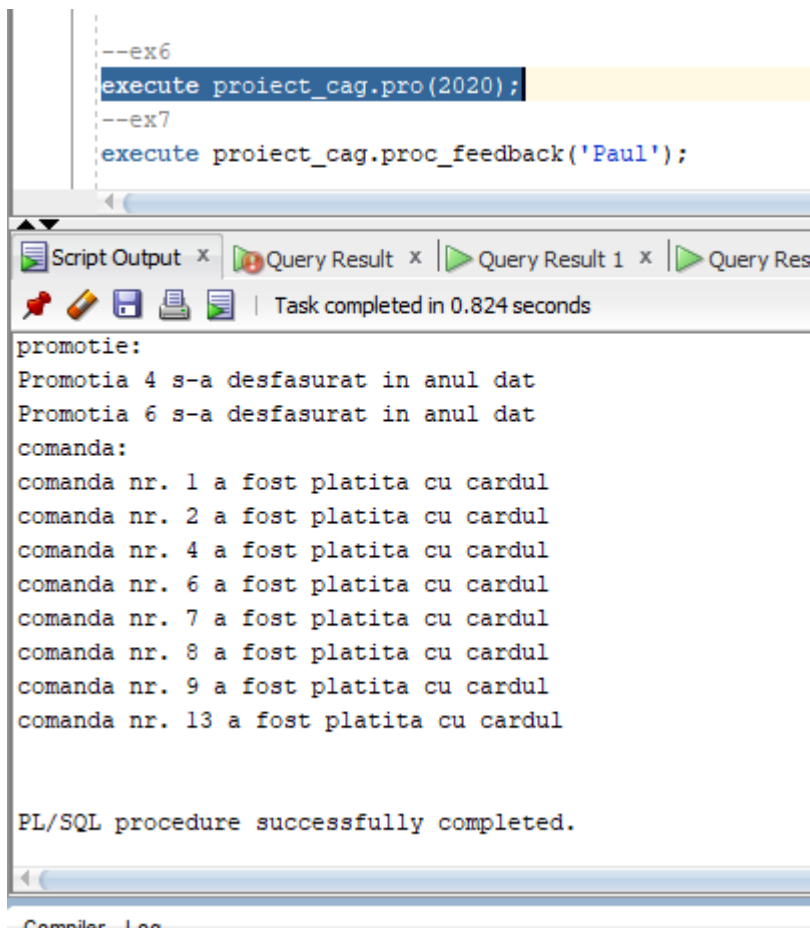 --ex6
execute proiect_cag.pro(2020);
--ex7
execute proiect_cag.proc_feedback('Paul');
Script Output x Query Result x Query Result 1 x Query Res
Task completed in 0.824 seconds
promotie:
Promotia 4 s-a desfasurat in anul dat
Promotia 6 s-a desfasurat in anul dat
comanda:
comanda nr. 1 a fost platita cu cardul
comanda nr. 2 a fost platita cu cardul
comanda nr. 4 a fost platita cu cardul
comanda nr. 6 a fost platita cu cardul
comanda nr. 7 a fost platita cu cardul
comanda nr. 8 a fost platita cu cardul
comanda nr. 9 a fost platita cu cardul
comanda nr. 13 a fost platita cu cardul
PL/SQL procedure successfully completed.
Compiler - Log